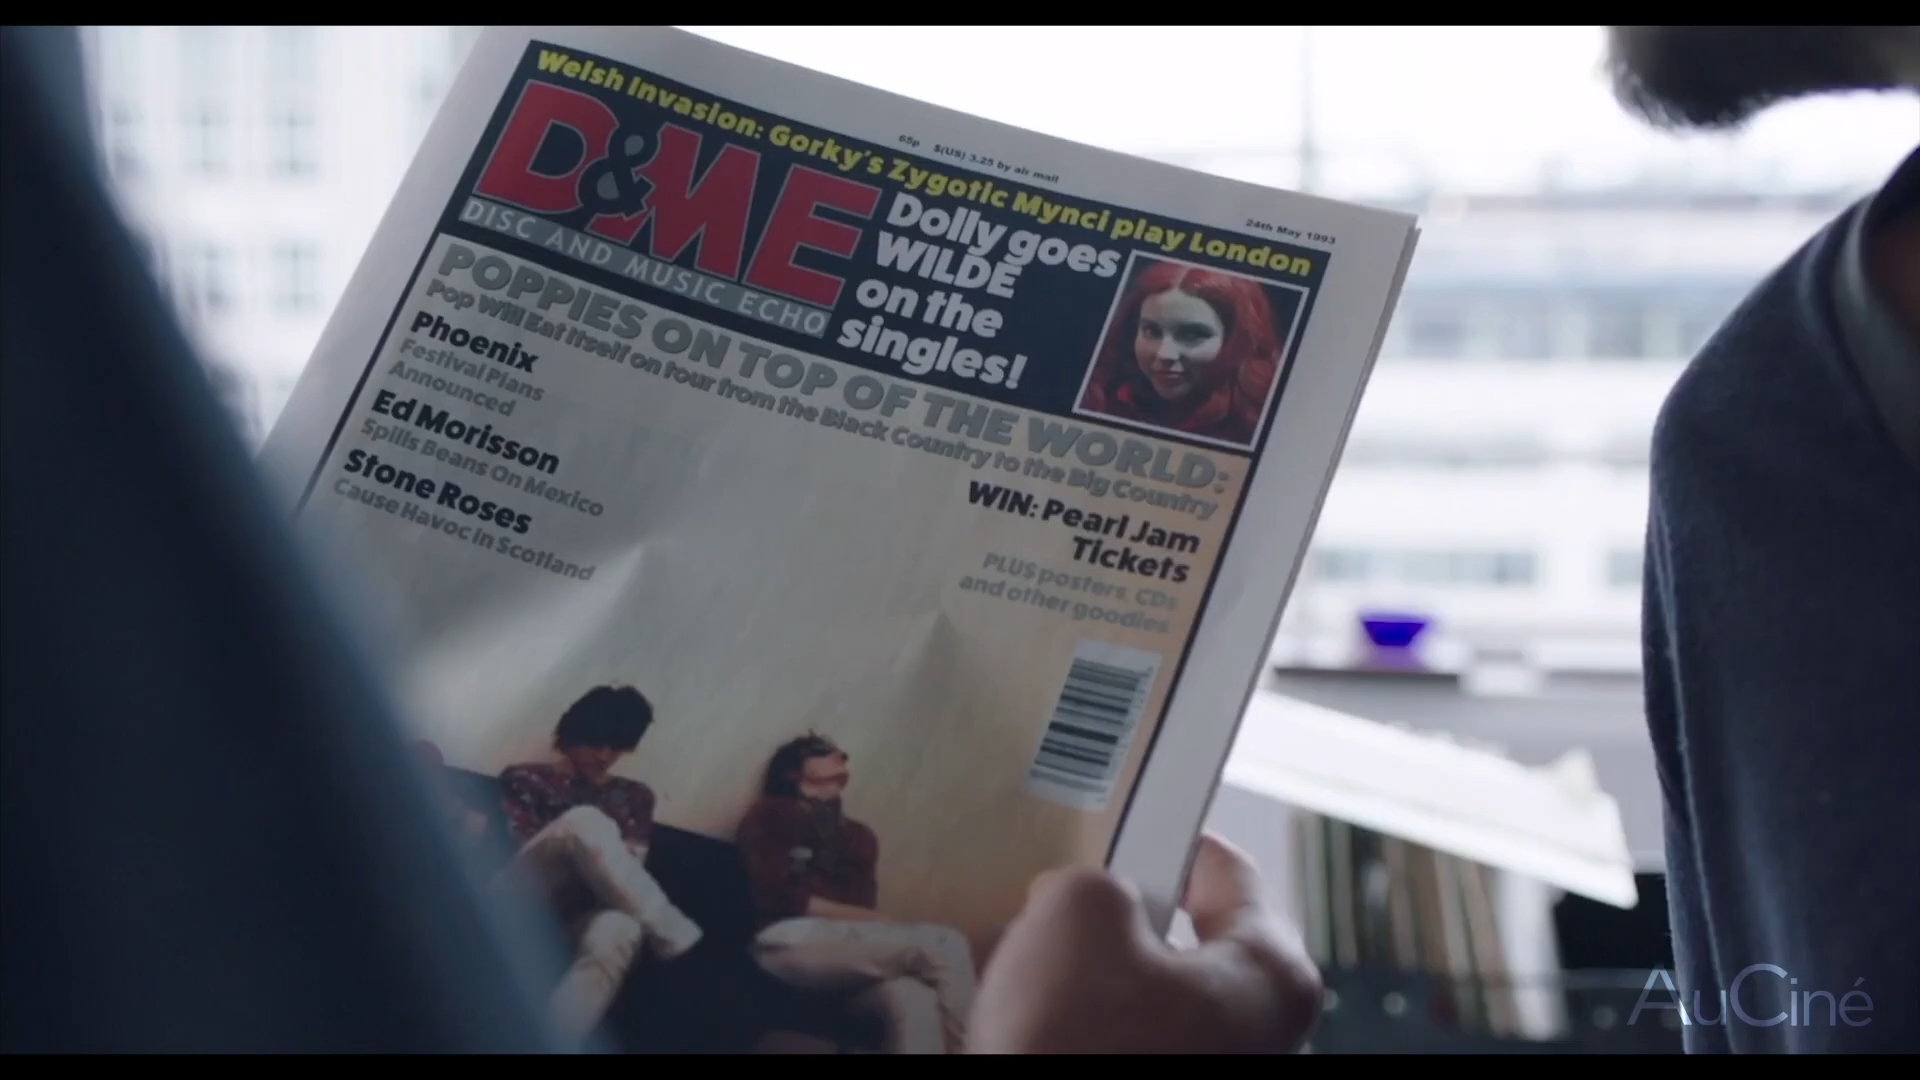 65p $(US) 3.25 by air mail
24th May 1993
Welsh Invasion: Gorky's Zygotic Mynci play London
D&ME
DISC AND MUSIC ECHO
Dolly goes
WILDE
on the
singles!
POPPIES ON TOP OF THE WORLD:
Pop Will Eat Itself on tour from the Black Country to the Big Country
Phoenix
Festival Plans
Announced
Ed Morisson
Spills Beans On Mexico
Stone Roses
Cause Havoc in Scotland
WIN: Pearl Jam
Tickets
PLUS posters, CDs
and other goodies
AuCiné